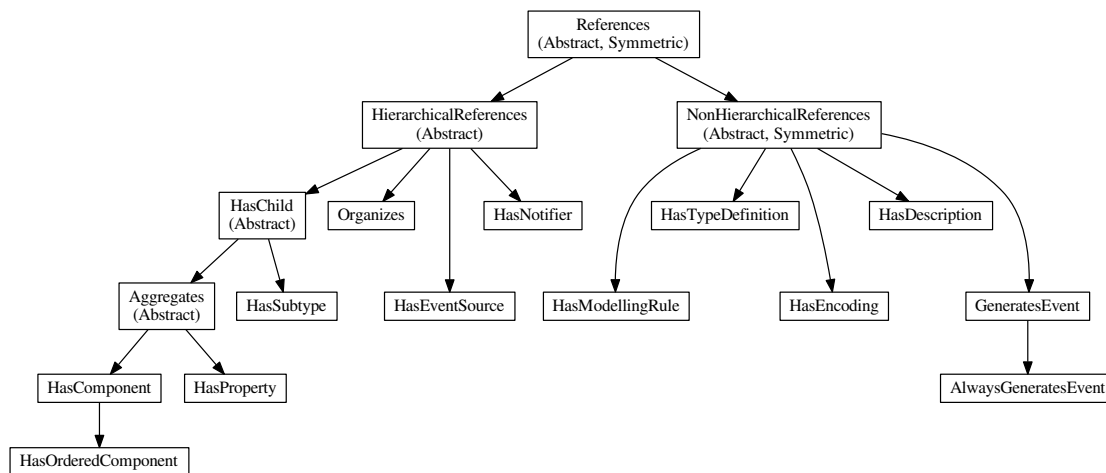 References
(Abstract, Symmetric)
HierarchicalReferences
(Abstract)
NonHierarchicalReferences
(Abstract, Symmetric)
HasChild
(Abstract)
Organizes
HasNotifier
HasTypeDefinition
HasDescription
Aggregates
(Abstract)
HasSubtype
HasEventSource
HasModellingRule
HasEncoding
GeneratesEvent
HasComponent
HasProperty
AlwaysGeneratesEvent
HasOrderedComponent